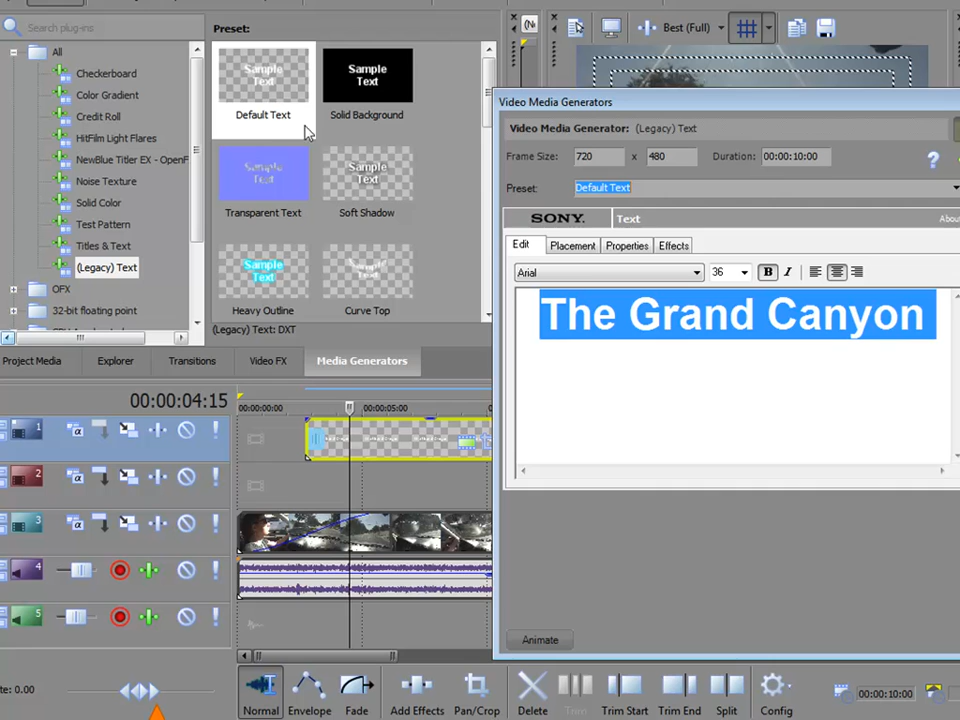 Search plug-ins
All
Checkerboard
Color Gradient
Credit Roll
HitFilm Light Flares
NewBlue Titler EX - OpenF
Noise Texture
Solid Color
Test Pattern
Titles & Text
(Legacy) Text
OFX
32-bit floating point
Preset:
Sample
Text
Default Text
Sample
Text
Solid Background
Sample
Text
Transparent Text
Sample
Text
Soft Shadow
Sample
Text
Heavy Outline
Sample
Text
Curve Top
(Legacy) Text: DXT
Best (Full)
Video Media Generators
Video Media Generator: (Legacy) Text
Frame Size: 720 x 480 Duration: 00:00:10:00
Preset: Default Text
SONY. Text About
Edit Placement Properties Effects
Arial 36 B I
The Grand Canyon
Animate
Project Media Explorer Transitions Video FX Media Generators
00:00:04:15
00:00:00:00 00:00:05:00
1
2
3
4
5
te: 0.00
Normal Envelope Fade Add Effects Pan/Crop Delete Trim Trim Start Trim End Split Config
00:00:10:00